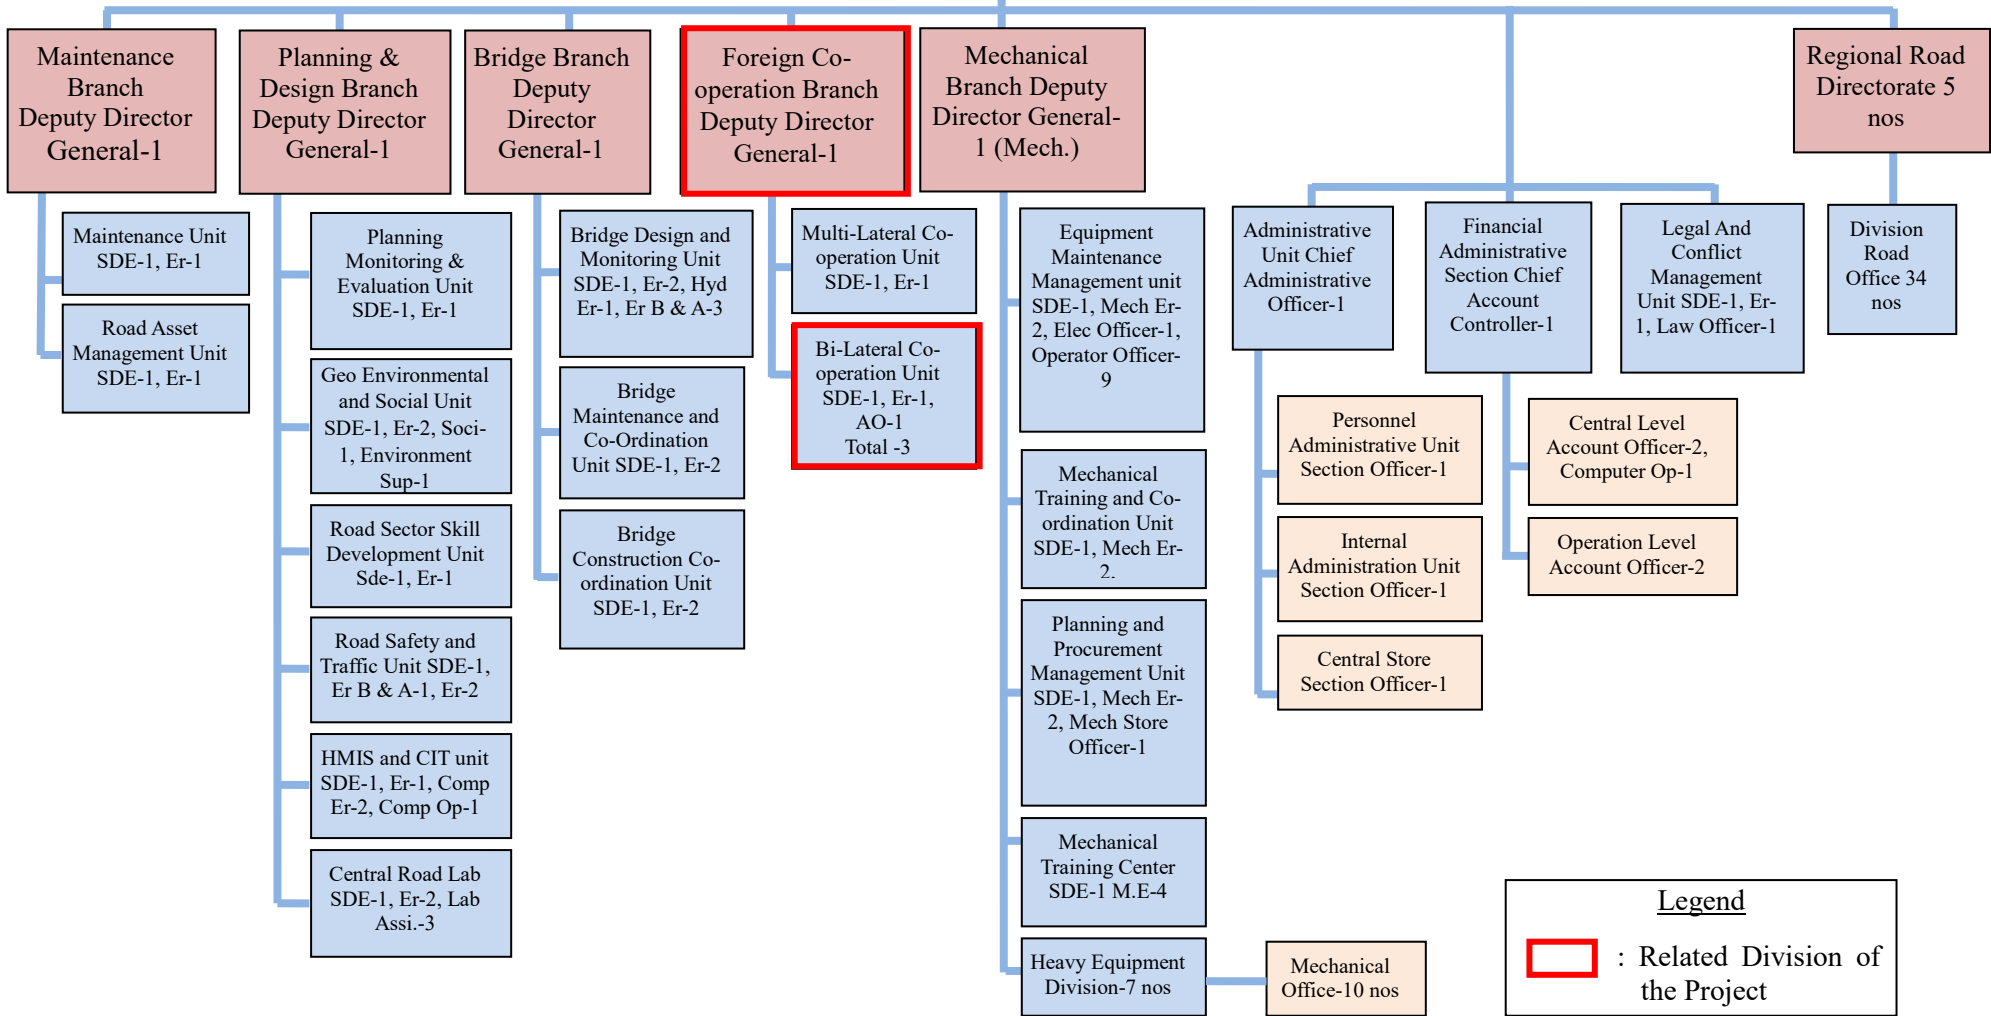 Maintenance
Branch
Deputy Director
General-1
Planning &
Design Branch
Deputy Director
General-1
Bridge Branch
Deputy
Director
General-1
Foreign Co-
operation Branch
Deputy Director
General-1
Mechanical
Branch Deputy
Director General-
1 (Mech.)
Regional Road
Directorate 5
nos
Maintenance Unit
SDE-1, Er-1
Road Asset
Management Unit
SDE-1, Er-1
Planning
Monitoring &
Evaluation Unit
SDE-1, Er-1
Geo Environmental
and Social Unit
SDE-1, Er-2, Soci-
1, Environment
Sup-1
Road Sector Skill
Development Unit
Sde-1, Er-1
Road Safety and
Traffic Unit SDE-1,
Er B & A-1, Er-2
HMIS and CIT unit
SDE-1, Er-1, Comp
Er-2, Comp Op-1
Central Road Lab
SDE-1, Er-2, Lab
Assi.-3
Bridge Design and
Monitoring Unit
SDE-1, Er-2, Hyd
Er-1, Er B & A-3
Bridge
Maintenance and
Co-Ordination
Unit SDE-1, Er-2
Bridge
Construction Co-
ordination Unit
SDE-1, Er-2
Multi-Lateral Co-
operation Unit
SDE-1, Er-1
Bi-Lateral Co-
operation Unit
SDE-1, Er-1,
AO-1
Total -3
Equipment
Maintenance
Management unit
SDE-1, Mech Er-
2, Elec Officer-1,
Operator Officer-
9
Mechanical
Training and Co-
ordination Unit
SDE-1, Mech Er-
2.
Planning and
Procurement
Management Unit
SDE-1, Mech Er-
2, Mech Store
Officer-1
Mechanical
Training Center
SDE-1 M.E-4
Heavy Equipment
Division-7 nos
Mechanical
Office-10 nos
Administrative
Unit Chief
Administrative
Officer-1
Personnel
Administrative Unit
Section Officer-1
Internal
Administration Unit
Section Officer-1
Central Store
Section Officer-1
Financial
Administrative
Section Chief
Account
Controller-1
Central Level
Account Officer-2,
Computer Op-1
Operation Level
Account Officer-2
Legal And
Conflict
Management
Unit SDE-1, Er-
1, Law Officer-1
Division
Road
Office 34
nos
Legend
: Related Division of
the Project